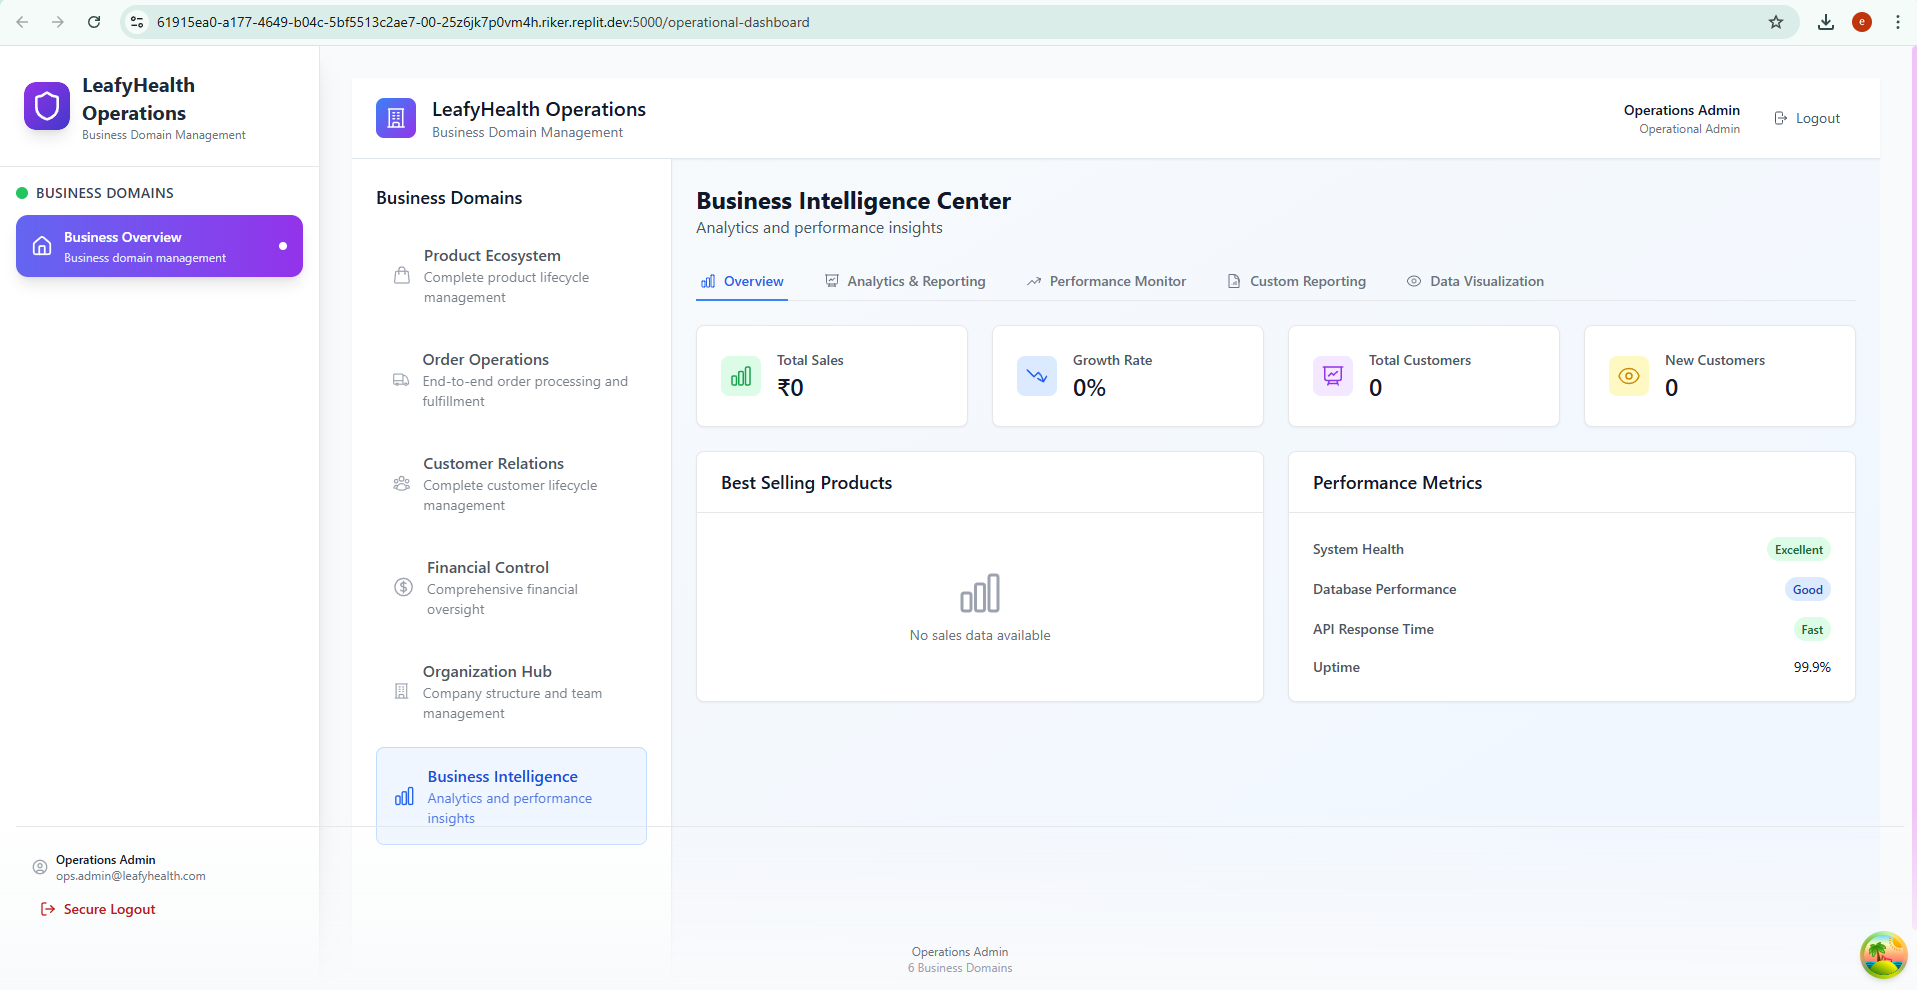 61915ea0-a177-4649-b04c-5bf5513c2ae7-00-25z6jk7p0vm4h.riker.replit.dev:5000/operational-dashboard
e
LeafyHealth
Operations
Business Domain Management
BUSINESS DOMAINS
Business Overview
Business domain management
Operations Admin
ops.admin@leafyhealth.com
Secure Logout
LeafyHealth Operations
Business Domain Management
Operations Admin
Operational Admin
Logout
Business Domains
Product Ecosystem
Complete product lifecycle
management
Order Operations
End-to-end order processing and
fulfillment
Customer Relations
Complete customer lifecycle
management
Financial Control
Comprehensive financial
oversight
Organization Hub
Company structure and team
management
Business Intelligence
Analytics and performance
insights
Business Intelligence Center
Analytics and performance insights
Overview
Analytics & Reporting
Performance Monitor
Custom Reporting
Data Visualization
Total Sales
₹0
Growth Rate
0%
Total Customers
0
New Customers
0
Best Selling Products
No sales data available
Performance Metrics
System Health Excellent
Database Performance Good
API Response Time Fast
Uptime 99.9%
Operations Admin
6 Business Domains